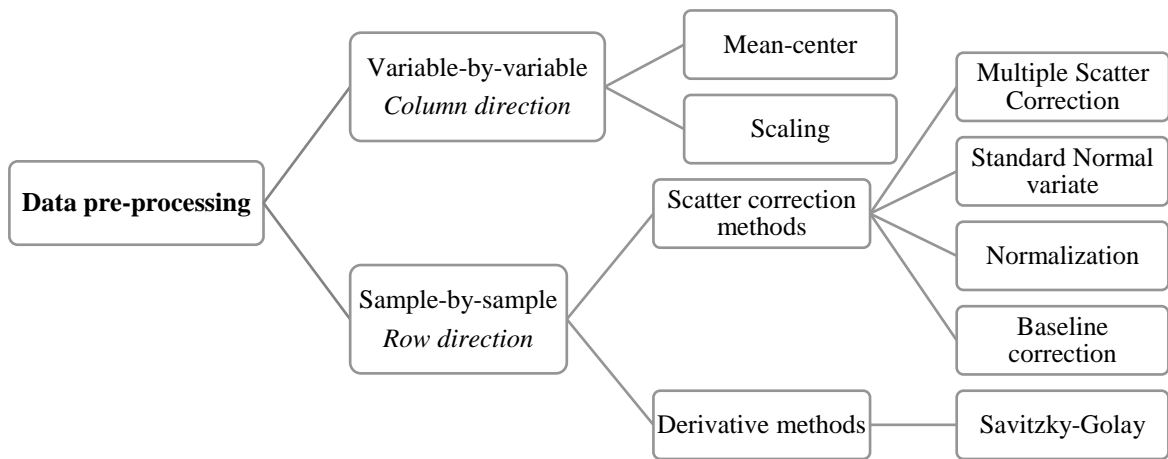 Data pre-processing
Variable-by-variable
Column direction
Sample-by-sample
Row direction
Mean-center
Scaling
Scatter correction
methods
Derivative methods
Multiple Scatter
Correction
Standard Normal
variate
Normalization
Baseline
correction
Savitzky-Golay